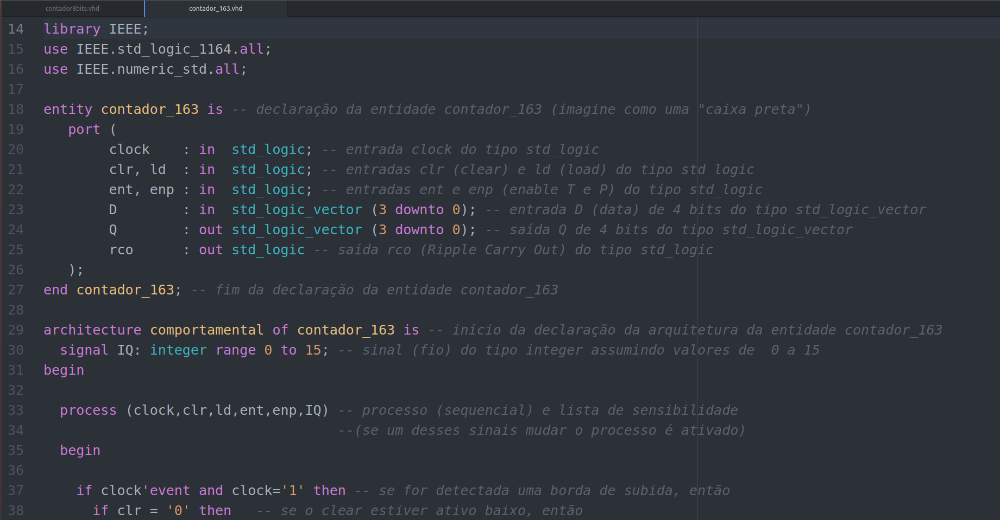 contador8bits.vhd contador_163.vhd
14 library IEEE;
15 use IEEE.std_logic_1164.all;
16 use IEEE.numeric_std.all;
17
18 entity contador_163 is -- declaração da entidade contador_163 (imagine como uma "caixa preta")
19 port (
20 clock : in std_logic; -- entrada clock do tipo std_logic
21 clr, ld : in std_logic; -- entradas clr (clear) e ld (load) do tipo std_logic
22 ent, enp : in std_logic; -- entradas ent e enp (enable T e P) do tipo std_logic
23 D : in std_logic_vector (3 downto 0); -- entrada D (data) de 4 bits do tipo std_logic_vector
24 Q : out std_logic_vector (3 downto 0); -- saída Q de 4 bits do tipo std_logic_vector
25 rco : out std_logic -- saída rco (Ripple Carry Out) do tipo std_logic
26 );
27 end contador_163; -- fim da declaração da entidade contador_163
28
29 architecture comportamental of contador_163 is -- início da declaração da arquitetura da entidade contador_163
30 signal IQ: integer range 0 to 15; -- sinal (fio) do tipo integer assumindo valores de 0 a 15
31 begin
32
33 process (clock,clr,ld,ent,enp,IQ) -- processo (sequencial) e lista de sensibilidade
34 --(se um desses sinais mudar o processo é ativado)
35 begin
36
37 if clock'event and clock='1' then -- se for detectada uma borda de subida, então
38 if clr = '0' then -- se o clear estiver ativo baixo, então